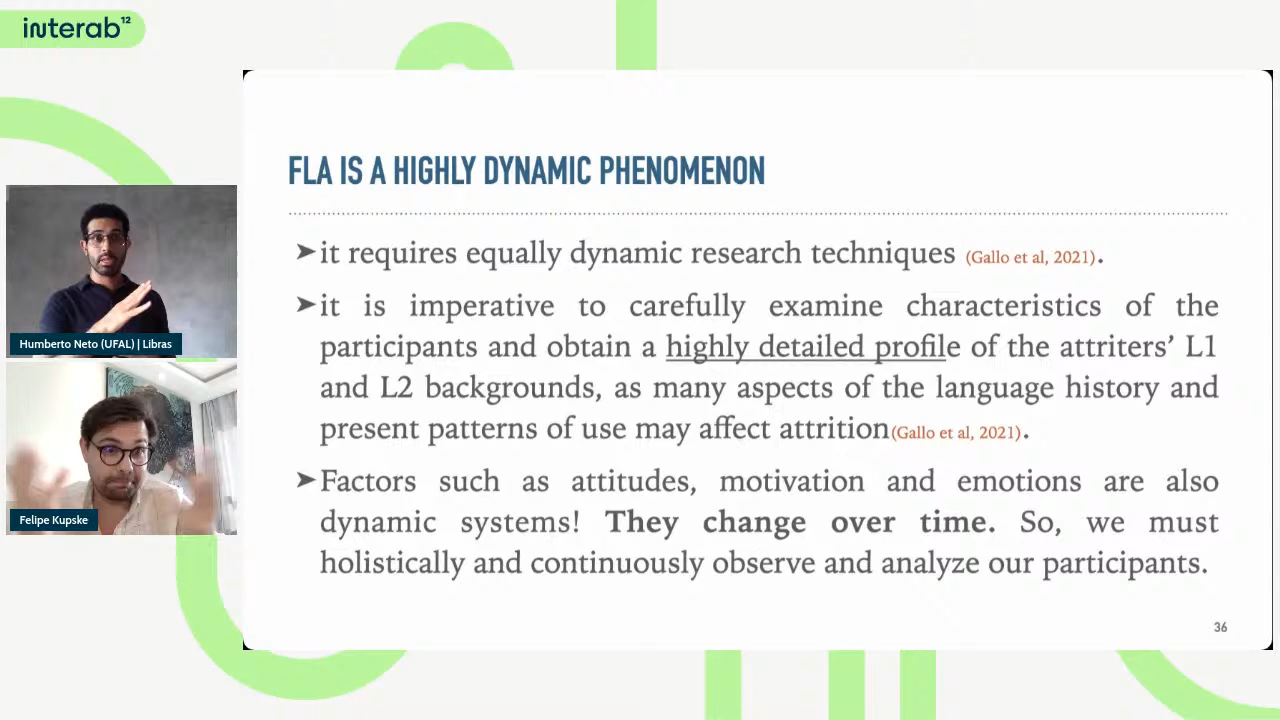 interab¹²
FLA IS A HIGHLY DYNAMIC PHENOMENON
➤it requires equally dynamic research techniques (Gallo et al, 2021).
➤it is imperative to carefully examine characteristics of the
participants and obtain a highly detailed profile of the attriters’ L1
and L2 backgrounds, as many aspects of the language history and
present patterns of use may affect attrition(Gallo et al, 2021).
➤Factors such as attitudes, motivation and emotions are also
dynamic systems! They change over time. So, we must
holistically and continuously observe and analyze our participants.
36
Humberto Neto (UFAL) | Libras
Felipe Kupske